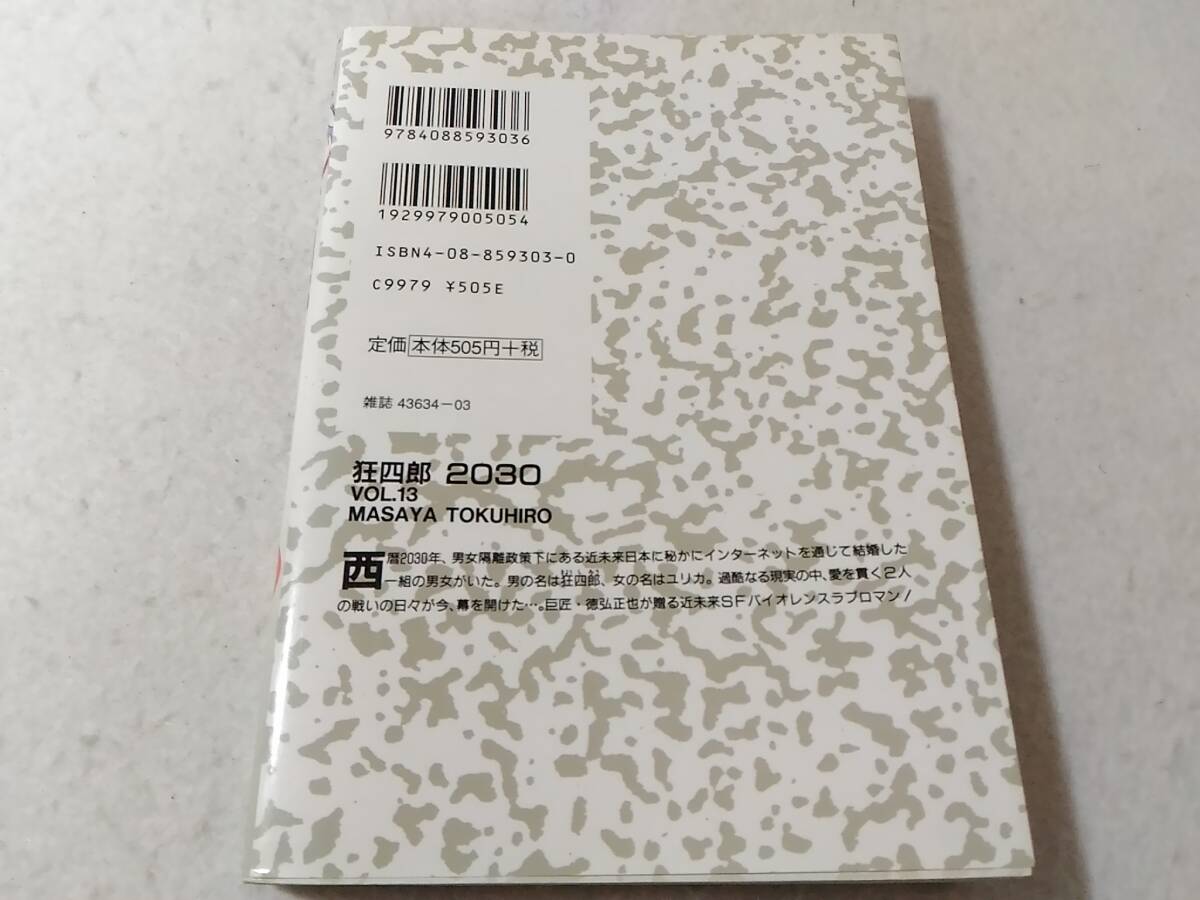 9784088593036
1929979005054
ISBN4-08-859303-0
C9979 ¥505E
定価 本体505円+税
雑誌 43634-03
狂四郎 2030
VOL.13
MASAYA TOKUHIRO
西暦2030年、男女隔離政策下にある近未来日本に秘かにインターネットを通じて結婚した
一組の男女がいた。男の名は狂四郎、女の名はユリカ。過酷なる現実の中、愛を貫く2人
の戦いの日々が今、幕を開けた…。巨匠・徳弘正也が贈る近未来SFバイオレンスラブロマン!